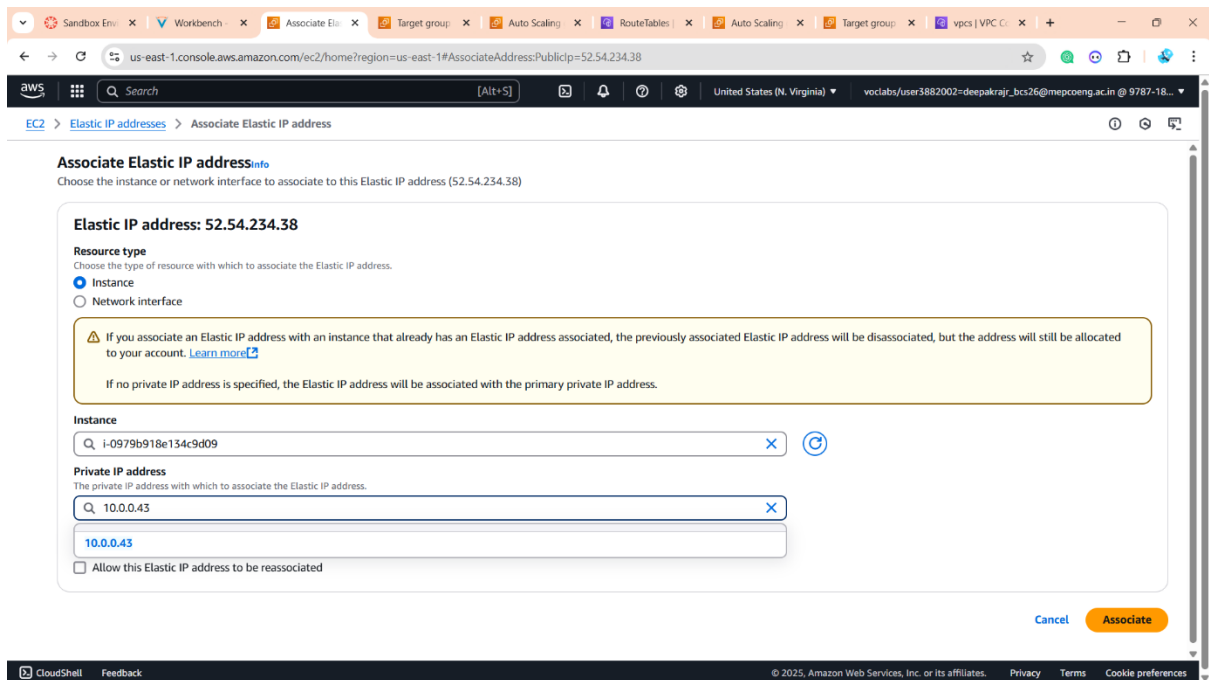 Sandbox Envi
Workbench -
Associate Ela
Target group
Auto Scaling
RouteTables |
Auto Scaling
Target group
vpcs | VPC Co
us-east-1.console.aws.amazon.com/ec2/home?region=us-east-1#AssociateAddress:PublicIp=52.54.234.38
aws
Search
[Alt+S]
United States (N. Virginia)
voclabs/user3882002=deepakrajr_bcs26@mepcoeng.ac.in @ 9787-18...
EC2 > Elastic IP addresses > Associate Elastic IP address
Associate Elastic IP address Info
Choose the instance or network interface to associate to this Elastic IP address (52.54.234.38)
Elastic IP address: 52.54.234.38
Resource type
Choose the type of resource with which to associate the Elastic IP address.
Instance
Network interface
If you associate an Elastic IP address with an instance that already has an Elastic IP address associated, the previously associated Elastic IP address will be disassociated, but the address will still be allocated
to your account. Learn more
If no private IP address is specified, the Elastic IP address will be associated with the primary private IP address.
Instance
i-0979b918e134c9d09
Private IP address
The private IP address with which to associate the Elastic IP address.
10.0.0.43
10.0.0.43
Allow this Elastic IP address to be reassociated
Cancel
Associate
CloudShell
Feedback
© 2025, Amazon Web Services, Inc. or its affiliates.
Privacy
Terms
Cookie preferences